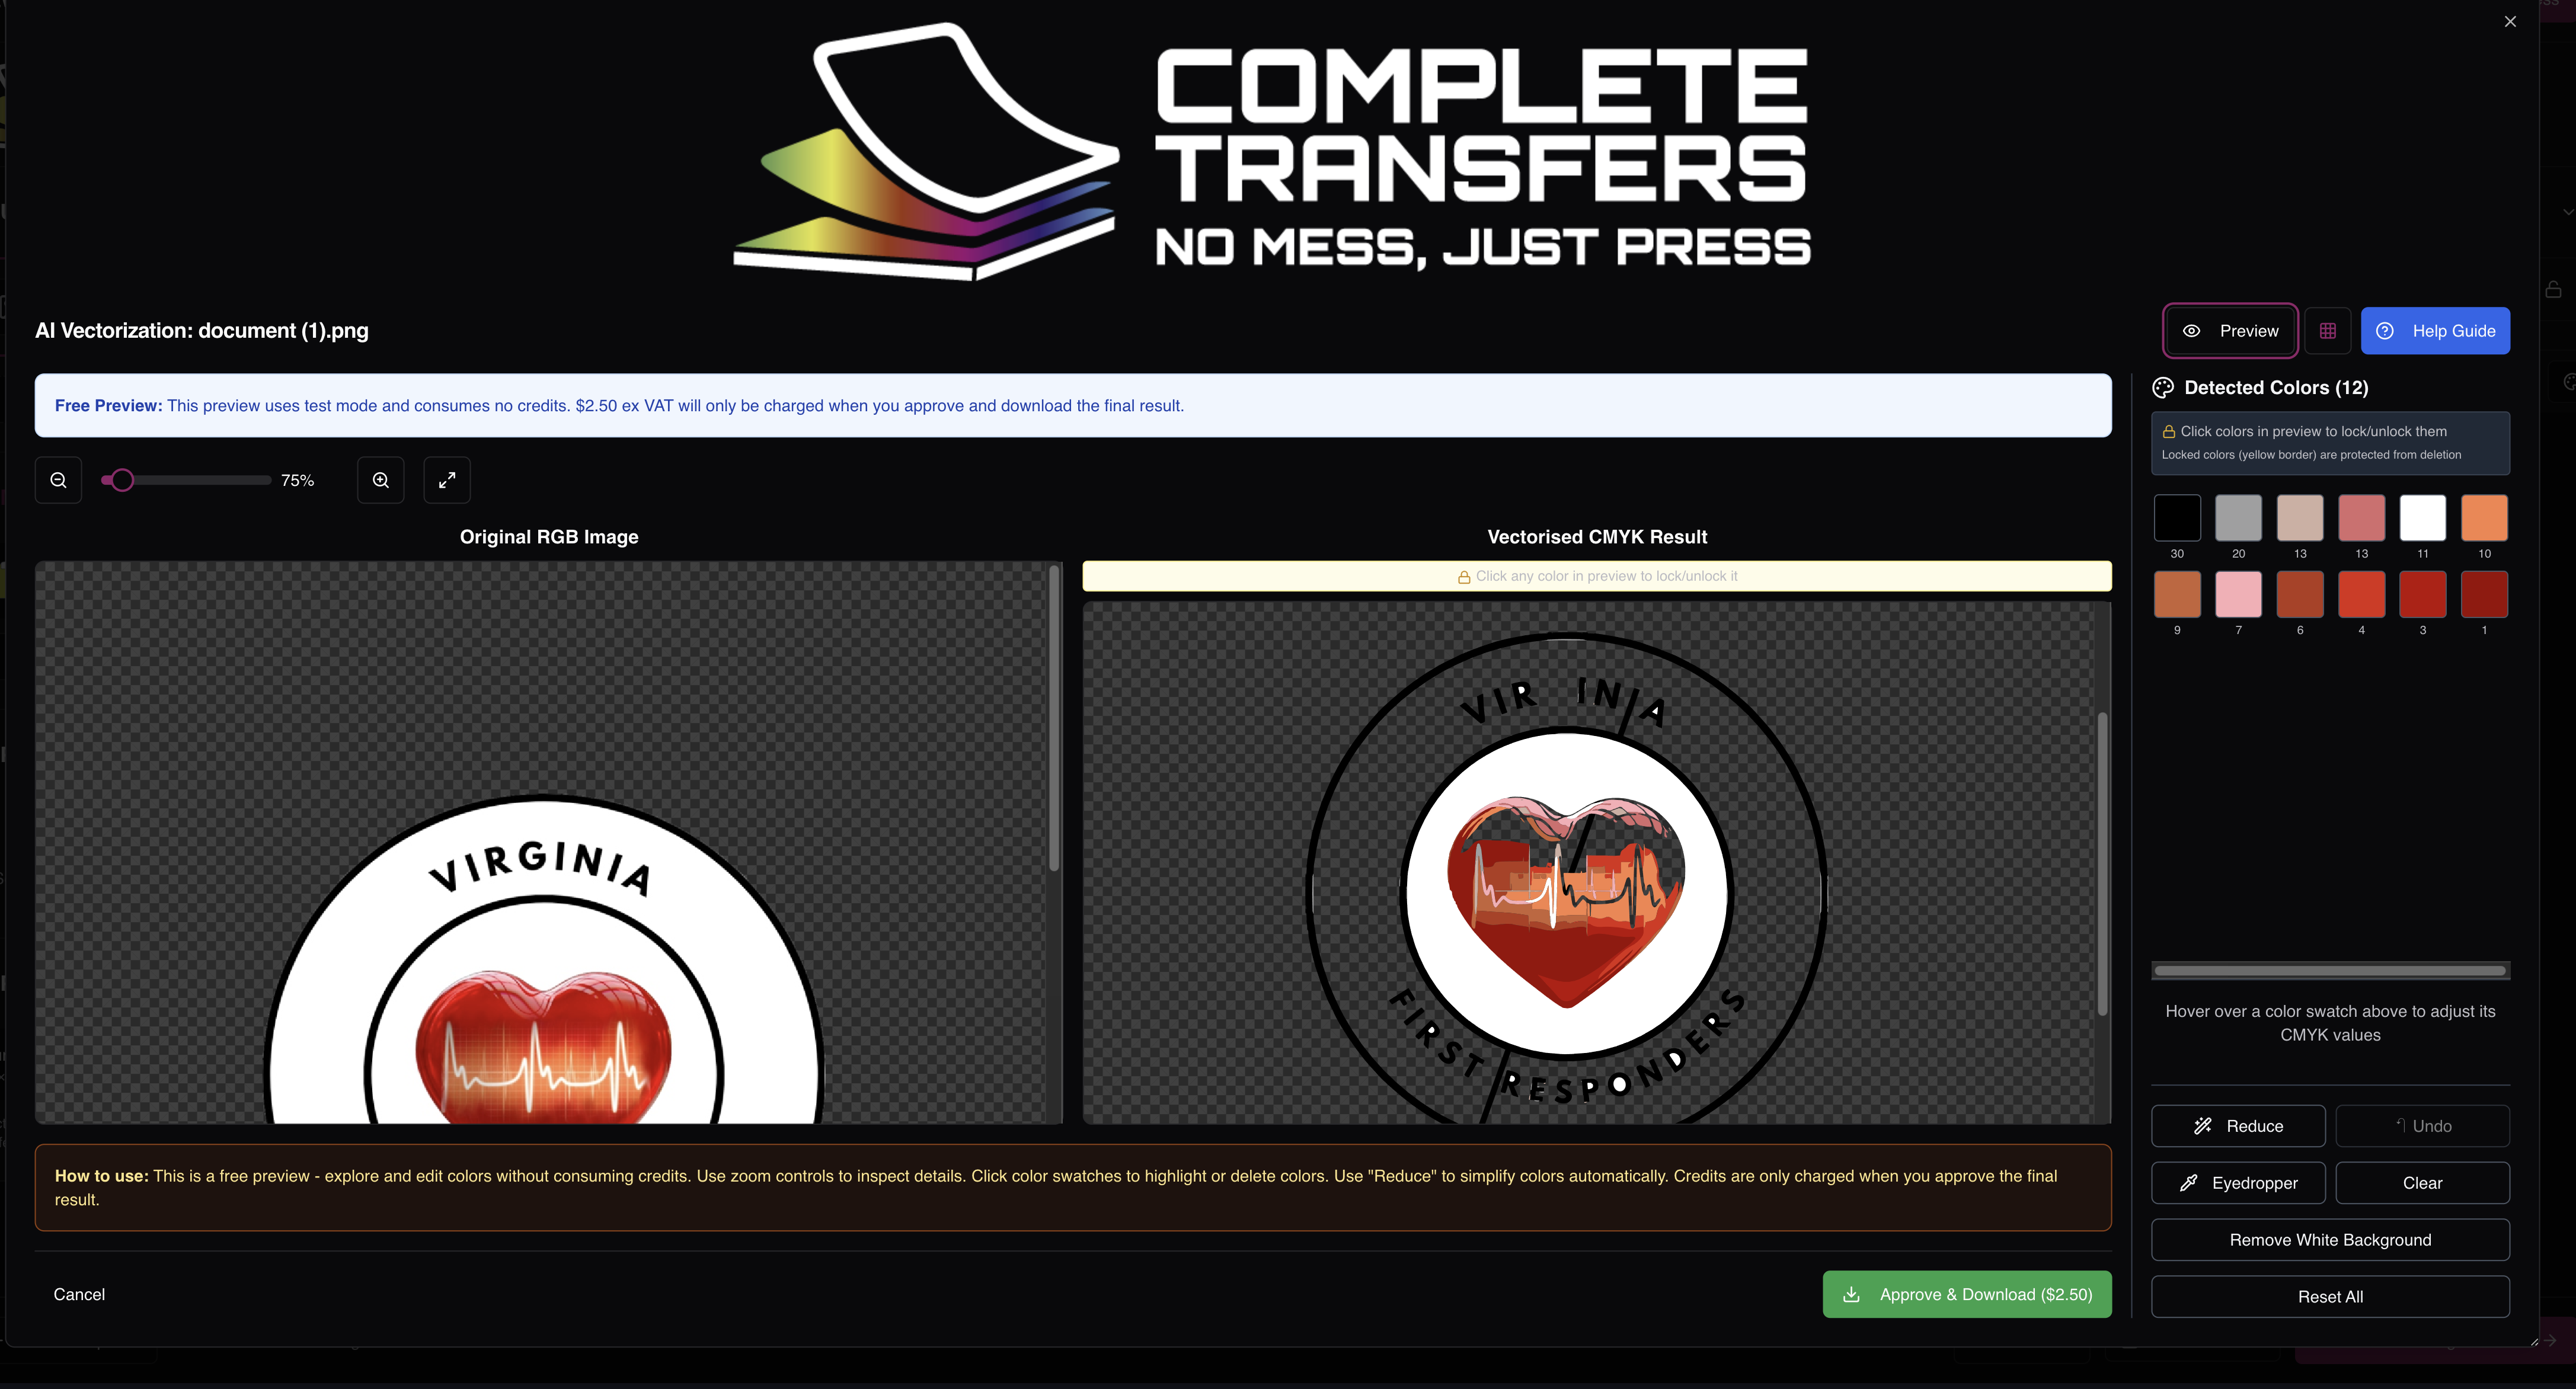 COMPLETE
TRANSFERS
NO MESS, JUST PRESS
AI Vectorization: document (1).png
Preview
Help Guide
Free Preview: This preview uses test mode and consumes no credits. $2.50 ex VAT will only be charged when you approve and download the final result.
75%
Original RGB Image
VIRGINIA
Vectorised CMYK Result
Click any color in preview to lock/unlock it
VIR INIA
FIRST RESPONDERS
Detected Colors (12)
Click colors in preview to lock/unlock them
Locked colors (yellow border) are protected from deletion
30 20 13 13 11 10
9 7 6 4 3 1
Hover over a color swatch above to adjust its
CMYK values
Reduce
Undo
Eyedropper
Clear
Remove White Background
Reset All
How to use: This is a free preview - explore and edit colors without consuming credits. Use zoom controls to inspect details. Click color swatches to highlight or delete colors. Use "Reduce" to simplify colors automatically. Credits are only charged when you approve the final
result.
Cancel
Approve & Download ($2.50)